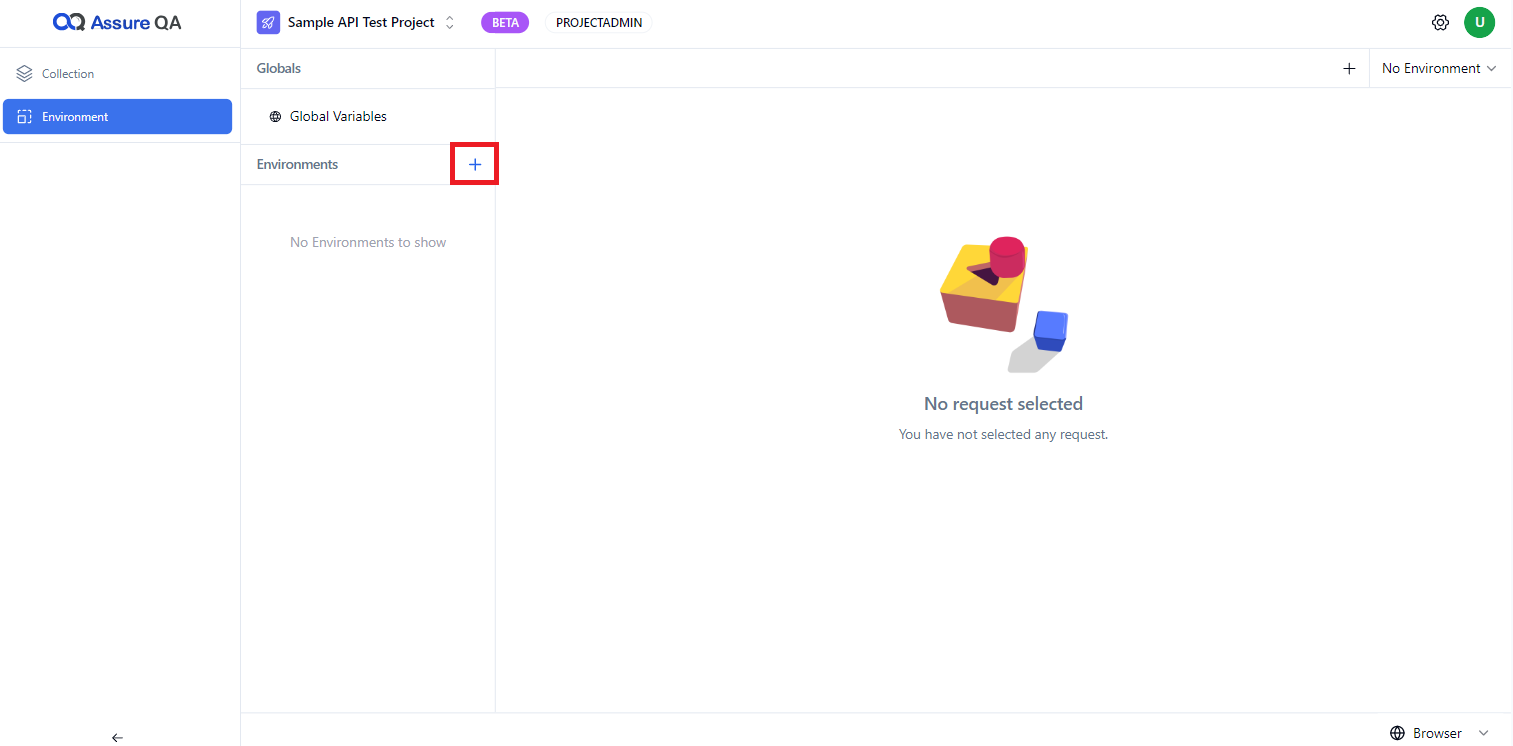 Assure QA
Sample API Test Project
BETA
PROJECTADMIN
U
Collection
Environment
Globals
No Environment
Global Variables
Environments
No Environments to show
No request selected
You have not selected any request.
Browser